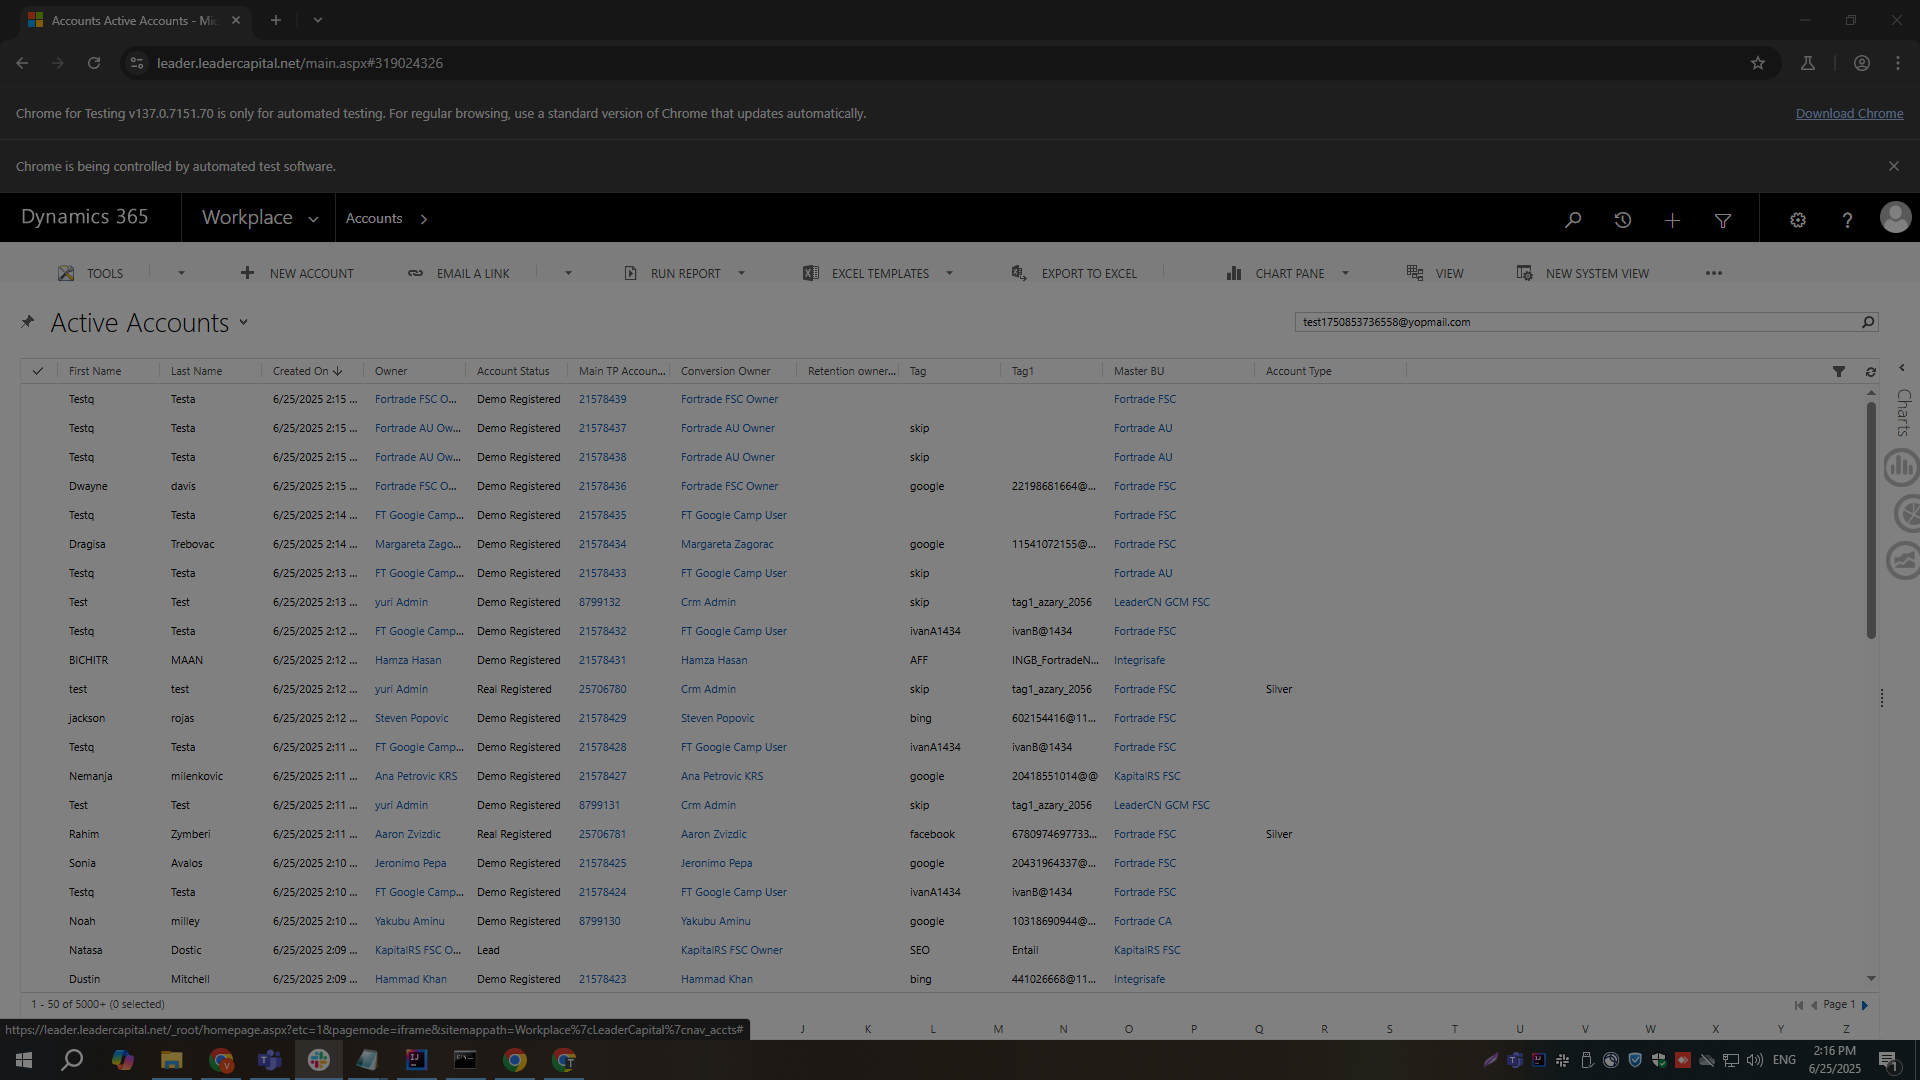 Accounts Active Accounts - Mic
leader.leadercapital.net/main.aspx#319024326
Chrome for Testing v137.0.7151.70 is only for automated testing. For regular browsing, use a standard version of Chrome that updates automatically.
Download Chrome
Chrome is being controlled by automated test software.
Dynamics 365 Workplace Accounts
TOOLS NEW ACCOUNT EMAIL A LINK RUN REPORT EXCEL TEMPLATES EXPORT TO EXCEL CHART PANE VIEW NEW SYSTEM VIEW
Active Accounts
test1750853736558@yopmail.com
First Name Last Name Created On Owner Account Status Main TP Accoun... Conversion Owner Retention owner... Tag Tag1 Master BU Account Type
Testq Testa 6/25/2025 2:15 ... Fortrade FSC O... Demo Registered 21578439 Fortrade FSC Owner Fortrade FSC
Testq Testa 6/25/2025 2:15 ... Fortrade AU Ow... Demo Registered 21578437 Fortrade AU Owner skip Fortrade AU
Testq Testa 6/25/2025 2:15 ... Fortrade AU Ow... Demo Registered 21578438 Fortrade AU Owner skip Fortrade AU
Dwayne davis 6/25/2025 2:15 ... Fortrade FSC O... Demo Registered 21578436 Fortrade FSC Owner google 22198681664@... Fortrade FSC
Testq Testa 6/25/2025 2:14 ... FT Google Camp... Demo Registered 21578435 FT Google Camp User Fortrade FSC
Dragisa Trebovac 6/25/2025 2:14 ... Margareta Zago... Demo Registered 21578434 Margareta Zagorac google 11541072155@... Fortrade FSC
Testq Testa 6/25/2025 2:13 ... FT Google Camp... Demo Registered 21578433 FT Google Camp User skip Fortrade AU
Test Test 6/25/2025 2:13 ... yuri Admin Demo Registered 8799132 Crm Admin skip tag1_azary_2056 LeaderCN GCM FSC
Testq Testa 6/25/2025 2:12 ... FT Google Camp... Demo Registered 21578432 FT Google Camp User ivanA1434 ivanB@1434 Fortrade FSC
BICHITR MAAN 6/25/2025 2:12 ... Hamza Hasan Demo Registered 21578431 Hamza Hasan AFF INGB_FortradeN... Integrisafe
test test 6/25/2025 2:12 ... yuri Admin Real Registered 25706780 Crm Admin skip tag1_azary_2056 Fortrade FSC Silver
jackson rojas 6/25/2025 2:12 ... Steven Popovic Demo Registered 21578429 Steven Popovic bing 602154416@11... Fortrade FSC
Testq Testa 6/25/2025 2:11 ... FT Google Camp... Demo Registered 21578428 FT Google Camp User ivanA1434 ivanB@1434 Fortrade FSC
Nemanja milenkovic 6/25/2025 2:11 ... Ana Petrovic KRS Demo Registered 21578427 Ana Petrovic KRS google 20418551014@@ KapitalRS FSC
Test Test 6/25/2025 2:11 ... yuri Admin Demo Registered 8799131 Crm Admin skip tag1_azary_2056 LeaderCN GCM FSC
Rahim Zymberi 6/25/2025 2:11 ... Aaron Zvizdic Real Registered 25706781 Aaron Zvizdic facebook 6780974697733... Fortrade FSC Silver
Sonia Avalos 6/25/2025 2:10 ... Jeronimo Pepa Demo Registered 21578425 Jeronimo Pepa google 20431964337@... Fortrade FSC
Testq Testa 6/25/2025 2:10 ... FT Google Camp... Demo Registered 21578424 FT Google Camp User ivanA1434 ivanB@1434 Fortrade FSC
Noah milley 6/25/2025 2:10 ... Yakubu Aminu Demo Registered 8799130 Yakubu Aminu google 10318690944@... Fortrade CA
Natasa Dostic 6/25/2025 2:09 ... KapitalRS FSC O... Lead KapitalRS FSC Owner SEO Entail KapitalRS FSC
Dustin Mitchell 6/25/2025 2:09 ... Hammad Khan Demo Registered 21578423 Hammad Khan bing 441026668@11... Integrisafe
Charts
1 - 50 of 5000+ (0 selected) Page 1
https://leader.leadercapital.net/_root/homepage.aspx?etc=1&pagemode=iframe&sitemappath=Workplace%7cLeaderCapital%7cnav_accts# J K L M N O P Q R S T U V W X Y Z
ENG
2:16 PM
6/25/2025
1